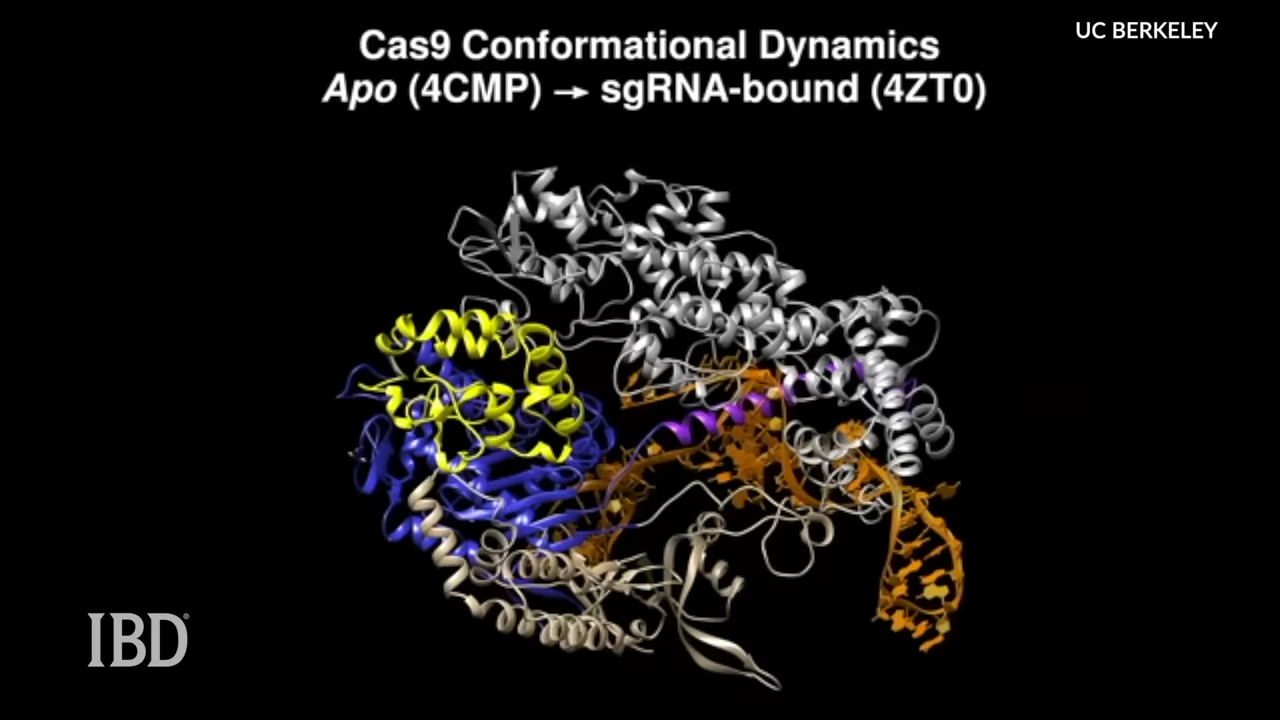 Cas9 Conformational Dynamics
Apo (4CMP) → sgRNA-bound (4ZT0)
UC BERKELEY
IBD®